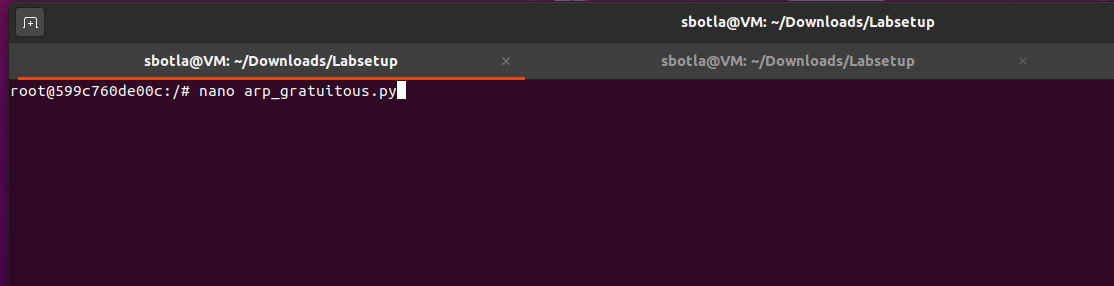 sbotla@VM: ~/Downloads/Labsetup
sbotla@VM: ~/Downloads/Labsetup × sbotla@VM: ~/Downloads/Labsetup ×
root@599c760de00c:/# nano arp_gratuitous.py